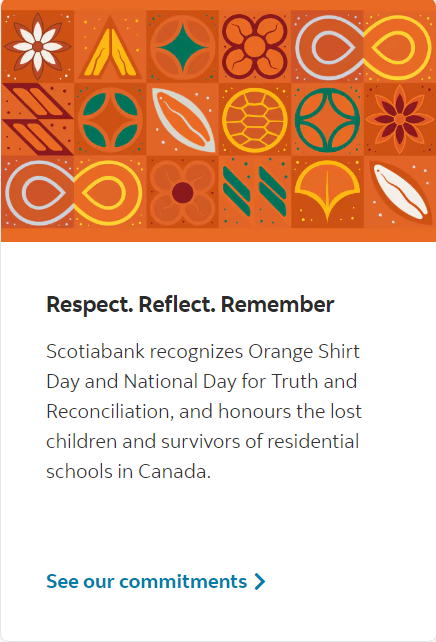 Respect. Reflect. Remember
Scotiabank recognizes Orange Shirt
Day and National Day for Truth and
Reconciliation, and honours the lost
children and survivors of residential
schools in Canada.
See our commitments